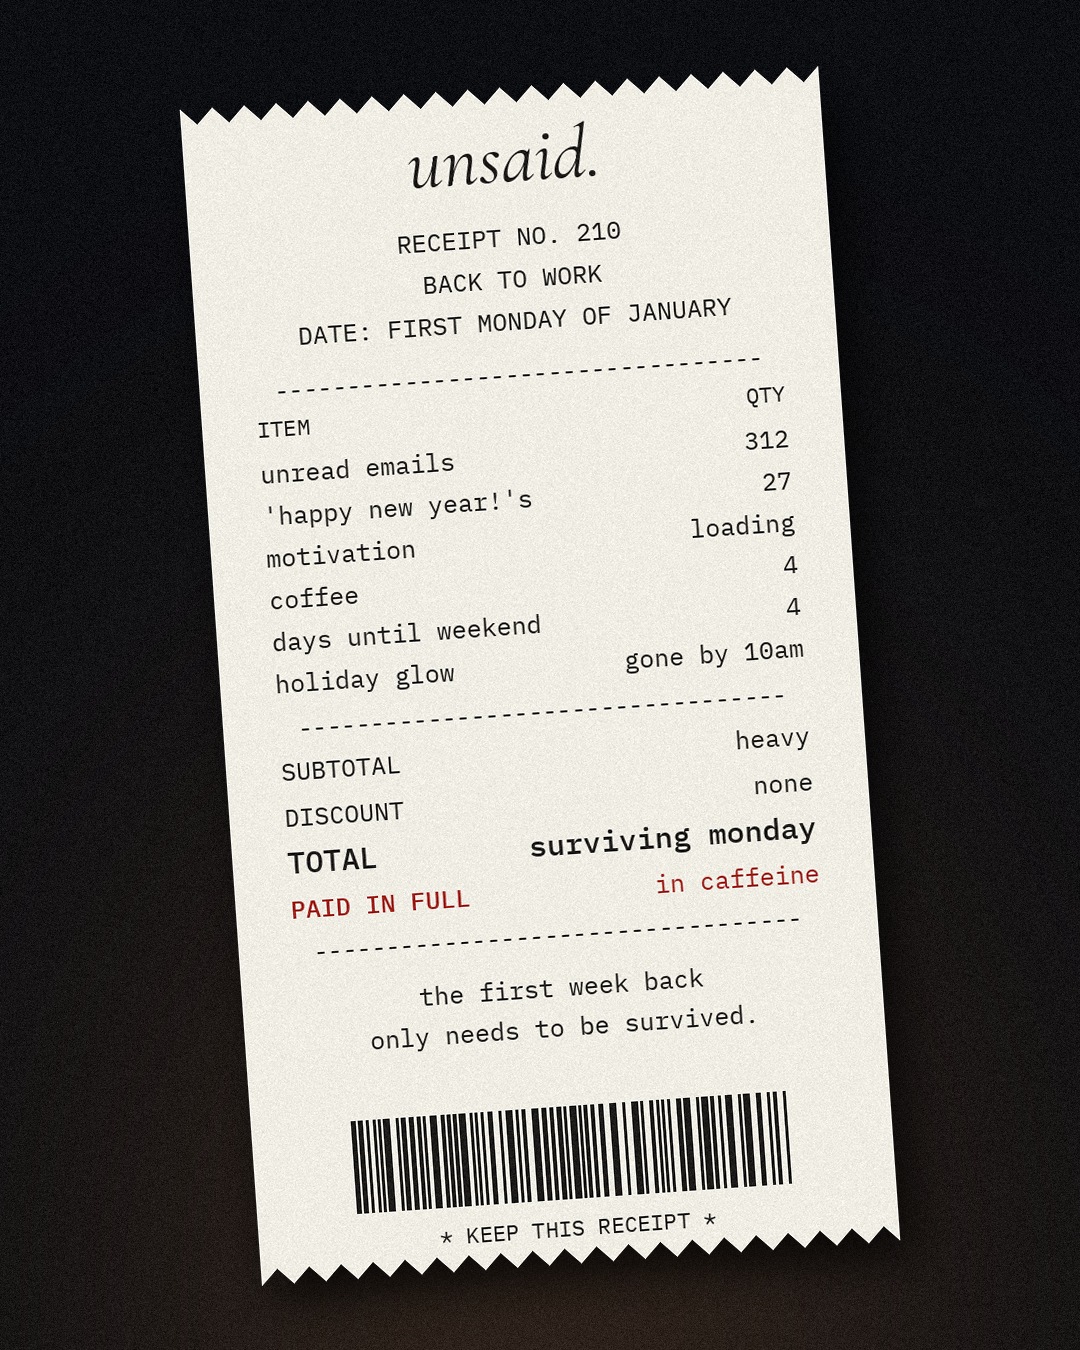 unsaid.
RECEIPT NO. 210
BACK TO WORK
DATE: FIRST MONDAY OF JANUARY
----------------------------------
ITEM QTY
unread emails 312
'happy new year!'s 27
motivation loading
coffee 4
days until weekend 4
holiday glow gone by 10am
----------------------------------
SUBTOTAL heavy
DISCOUNT none
TOTAL surviving monday
PAID IN FULL in caffeine
----------------------------------
the first week back
only needs to be survived.
* KEEP THIS RECEIPT *